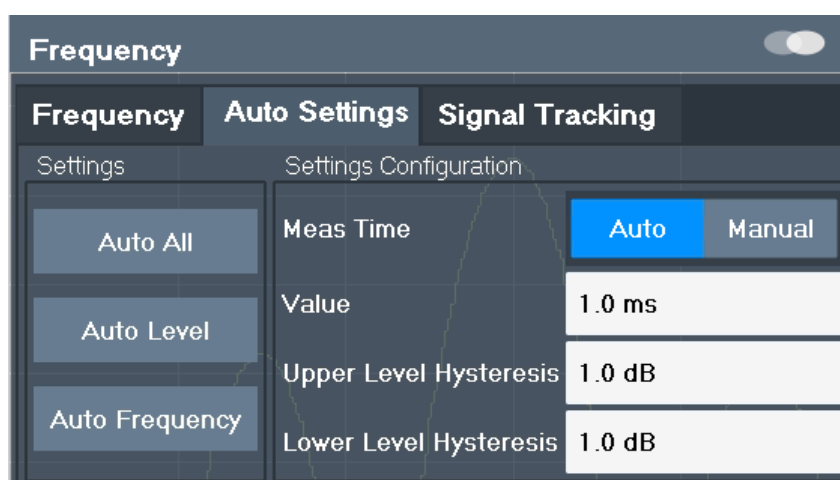 Frequency
Frequency Auto Settings Signal Tracking
Settings Settings Configuration
Auto All Meas Time Auto Manual
Auto Level Value 1.0 ms
Upper Level Hysteresis 1.0 dB
Auto Frequency Lower Level Hysteresis 1.0 dB